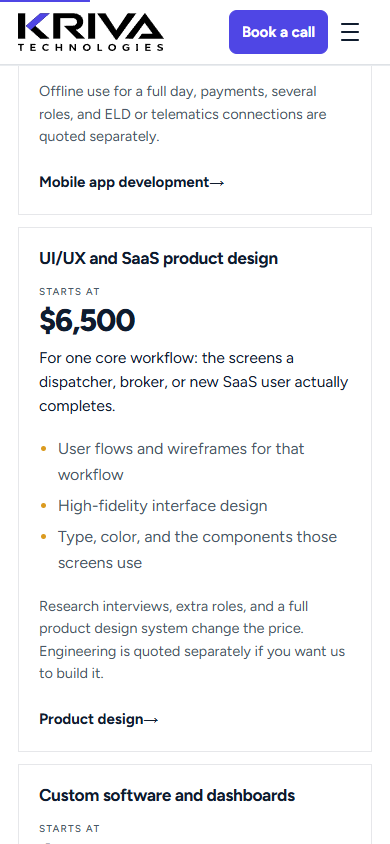 KRIVA
TECHNOLOGIES
Book a call
Offline use for a full day, payments, several
roles, and ELD or telematics connections are
quoted separately.
Mobile app development→
UI/UX and SaaS product design
STARTS AT
$6,500
For one core workflow: the screens a
dispatcher, broker, or new SaaS user actually
completes.
• User flows and wireframes for that
workflow
• High-fidelity interface design
• Type, color, and the components those
screens use
Research interviews, extra roles, and a full
product design system change the price.
Engineering is quoted separately if you want us
to build it.
Product design→
Custom software and dashboards
STARTS AT